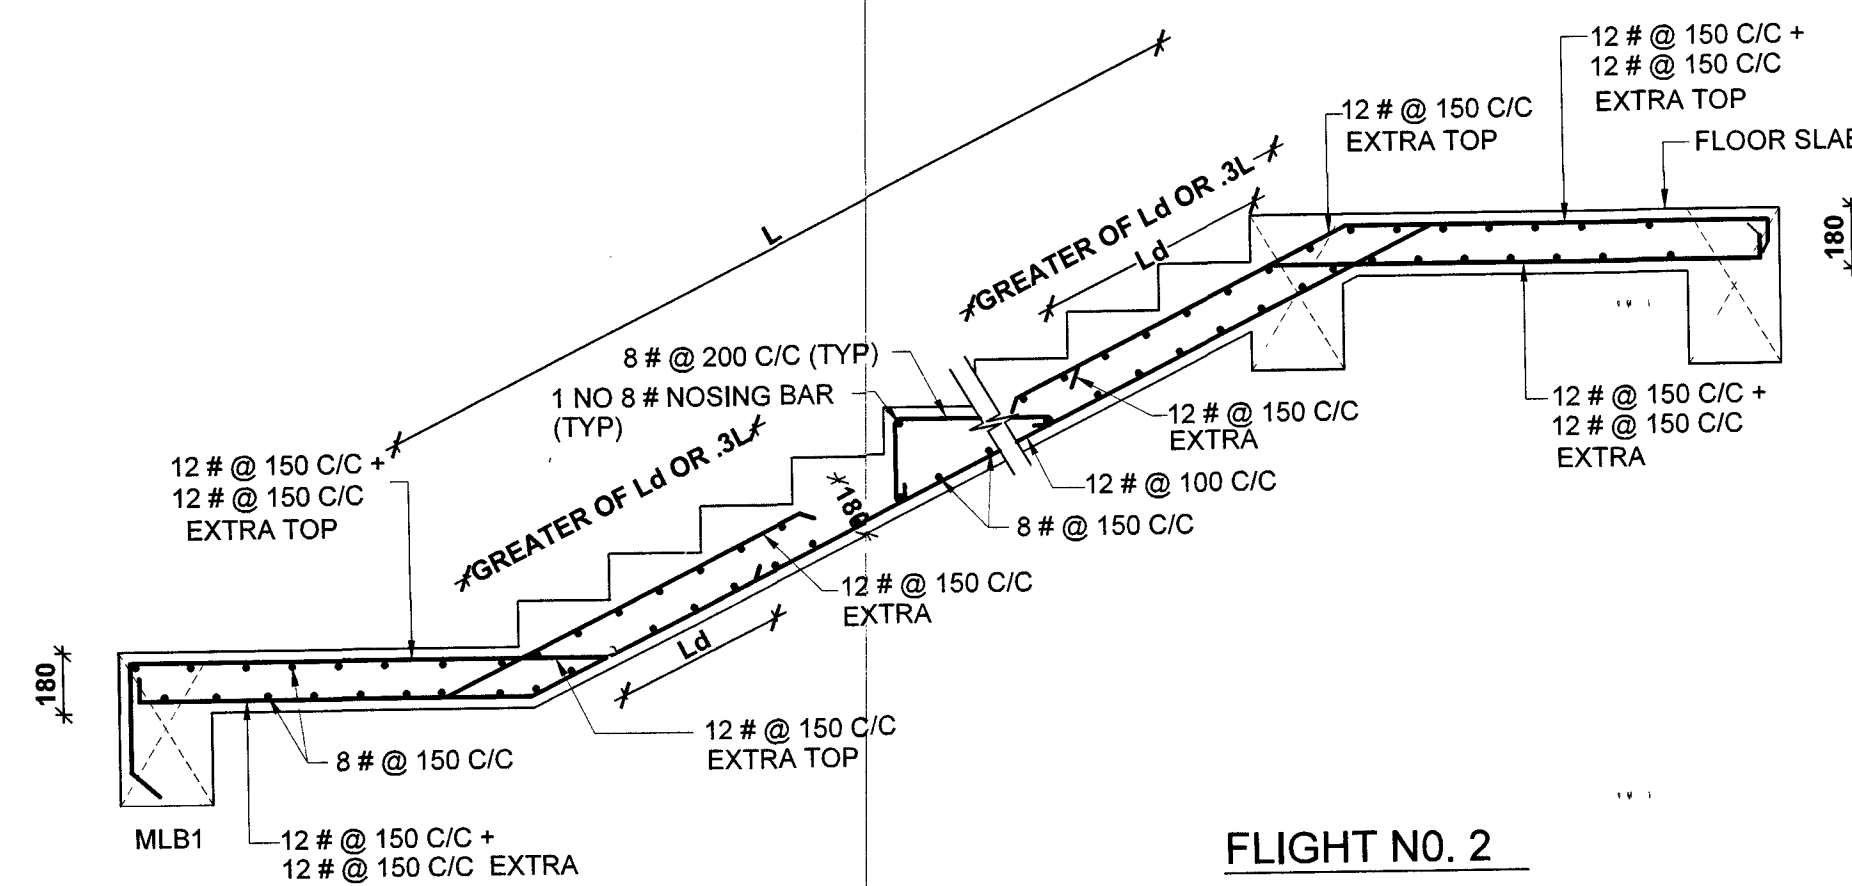 12 # @ 150 C/C +
12 # @ 150 C/C
EXTRA TOP
12 # @ 150 C/C
EXTRA TOP
FLOOR SLAB
180
L
GREATER OF Ld OR .3L
Ld
8 # @ 200 C/C (TYP)
1 NO 8 # NOSING BAR
(TYP)
12 # @ 150 C/C
EXTRA
12 # @ 150 C/C +
12 # @ 150 C/C
EXTRA
12 # @ 150 C/C +
12 # @ 150 C/C
EXTRA TOP
GREATER OF Ld OR .3L
180
12 # @ 100 C/C
8 # @ 150 C/C
12 # @ 150 C/C
EXTRA
Ld
180
12 # @ 150 C/C
EXTRA TOP
8 # @ 150 C/C
MLB1
12 # @ 150 C/C +
12 # @ 150 C/C EXTRA
FLIGHT N0. 2